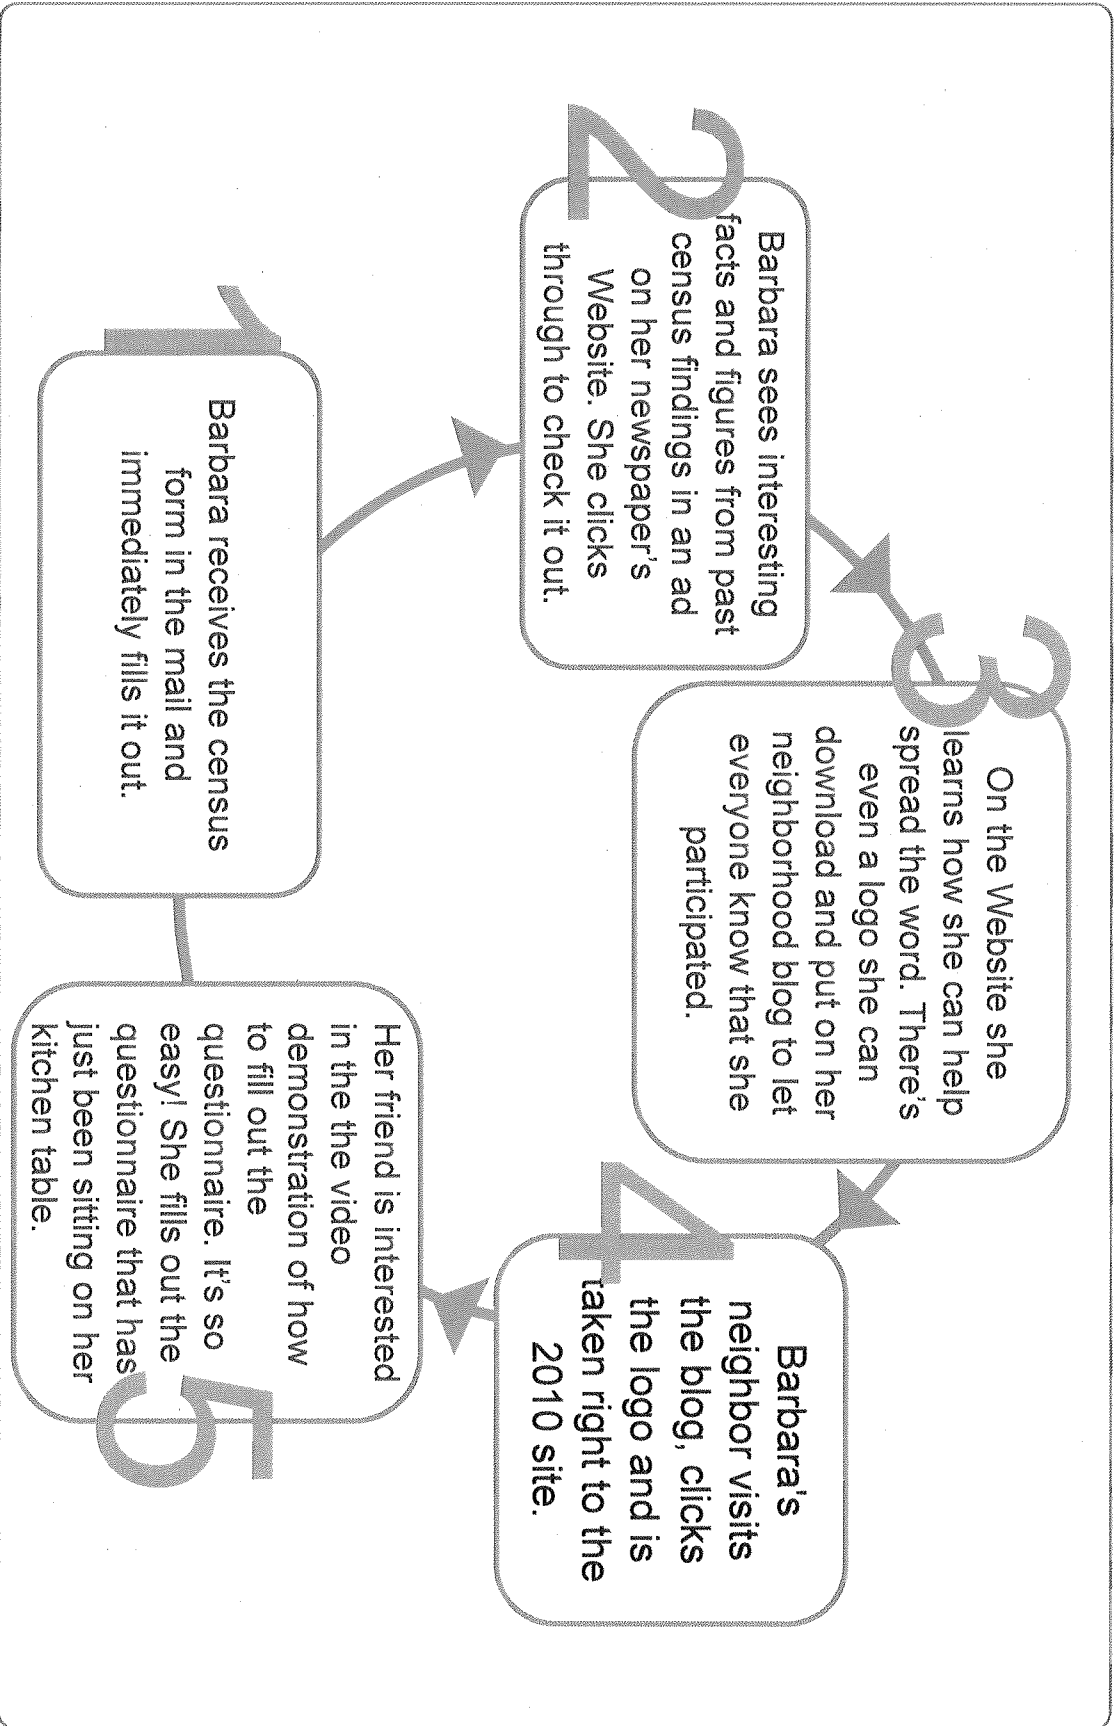 1
Barbara receives the census
form in the mail and
immediately fills it out.
2
Barbara sees interesting
facts and figures from past
census findings in an ad
on her newspaper's
Website. She clicks
through to check it out.
3
On the Website she
learns how she can help
spread the word. There's
even a logo she can
download and put on her
neighborhood blog to let
everyone know that she
participated.
4
Barbara's
neighbor visits
the blog, clicks
the logo and is
taken right to the
2010 site.
5
Her friend is interested
in the the video
demonstration of how
to fill out the
questionnaire. It's so
easy! She fills out the
questionnaire that has
just been sitting on her
kitchen table.